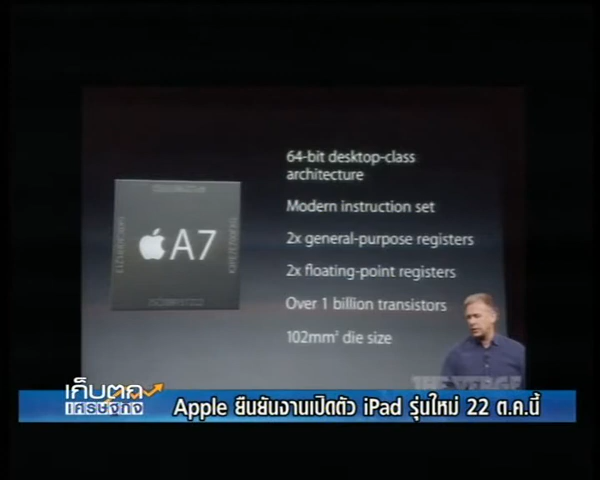 64-bit desktop-class
architecture
Modern instruction set
A7
2x general-purpose registers
2x floating-point registers
Over 1 billion transistors
102mm² die size
THE VERGE
เก็บตก
เศรษฐกิจ
Apple ยืนยันงานเปิดตัว iPad รุ่นใหม่ 22 ต.ค.นี้